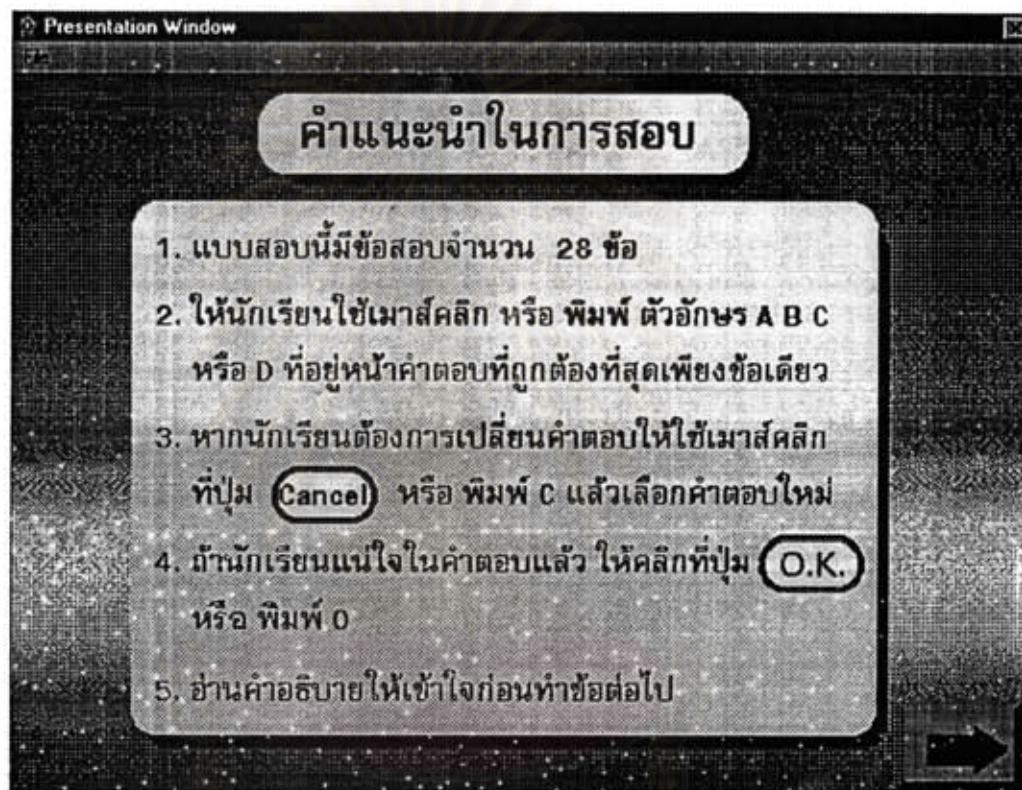 Presentation Window
File
คำแนะนำในการสอบ
1. แบบสอบนี้มีข้อสอบจำนวน 28 ข้อ
2. ให้นักเรียนใช้เมาส์คลิก หรือ พิมพ์ ตัวอักษร A B C
หรือ D ที่อยู่หน้าคำตอบที่ถูกต้องที่สุดเพียงข้อเดียว
3. หากนักเรียนต้องการเปลี่ยนคำตอบให้ใช้เมาส์คลิก
ที่ปุ่ม Cancel หรือ พิมพ์ C แล้วเลือกคำตอบใหม่
4. ถ้านักเรียนแน่ใจในคำตอบแล้ว ให้คลิกที่ปุ่ม O.K.
หรือ พิมพ์ O
5. อ่านคำอธิบายให้เข้าใจก่อนทำข้อต่อไป